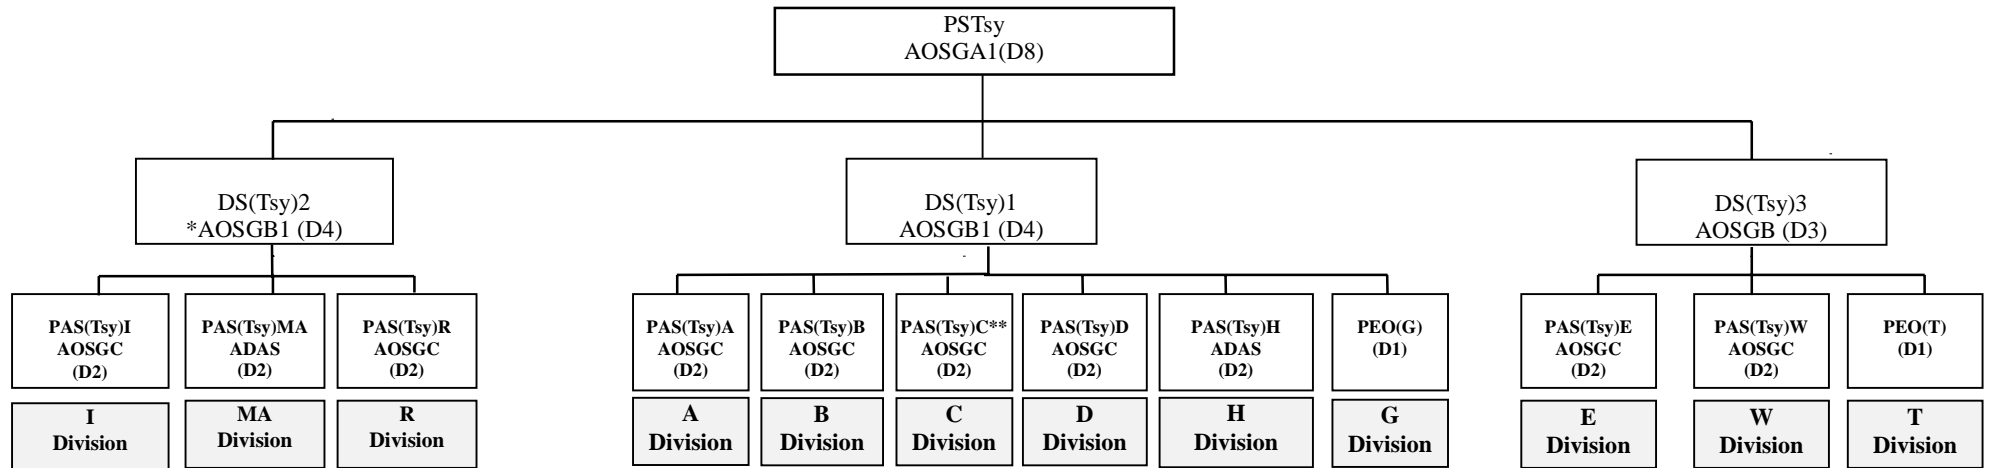 PSTsy
AOSGA1(D8)
DS(Tsy)2
*AOSGB1 (D4)
DS(Tsy)1
AOSGB1 (D4)
DS(Tsy)3
AOSGB (D3)
PAS(Tsy)I
AOSGC
(D2)
PAS(Tsy)MA
ADAS
(D2)
PAS(Tsy)R
AOSGC
(D2)
PAS(Tsy)A
AOSGC
(D2)
PAS(Tsy)B
AOSGC
(D2)
PAS(Tsy)C**
AOSGC
(D2)
PAS(Tsy)D
AOSGC
(D2)
PAS(Tsy)H
ADAS
(D2)
PEO(G)
(D1)
PAS(Tsy)E
AOSGC
(D2)
PAS(Tsy)W
AOSGC
(D2)
PEO(T)
(D1)
I
Division
MA
Division
R
Division
A
Division
B
Division
C
Division
D
Division
H
Division
G
Division
E
Division
W
Division
T
Division